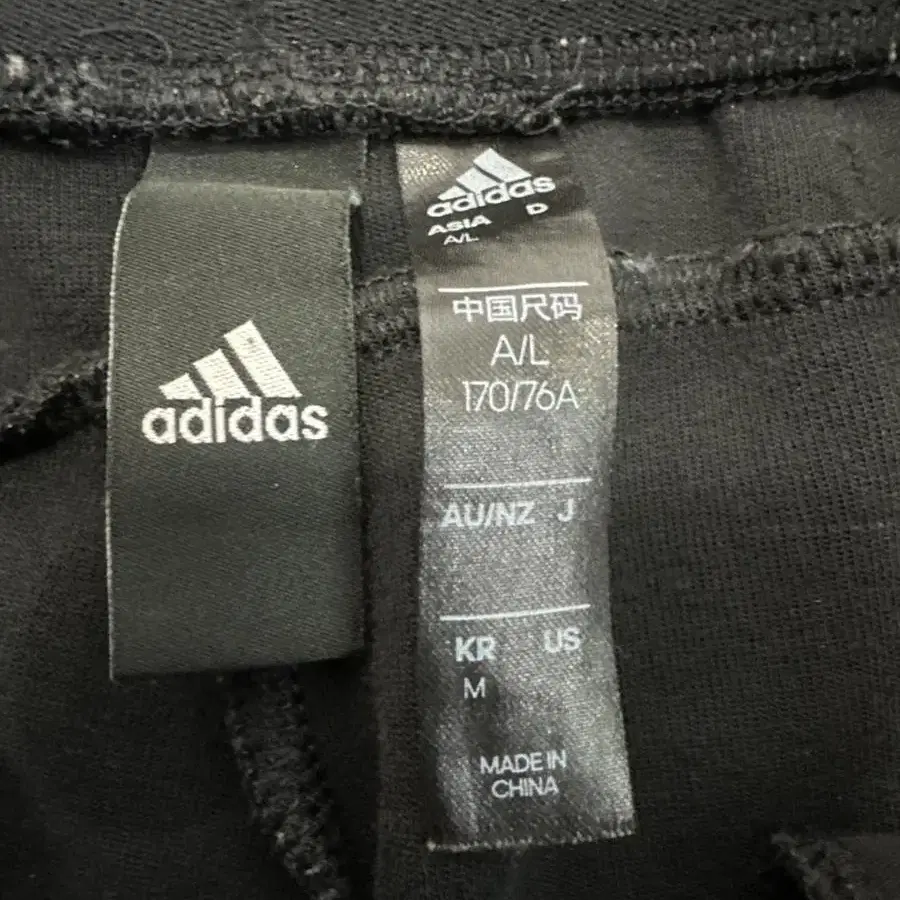 adidas
adidas
ASIA D
A/L
中国尺码
A/L
170/76A
AU/NZ J
KR US
M
MADE IN
CHINA